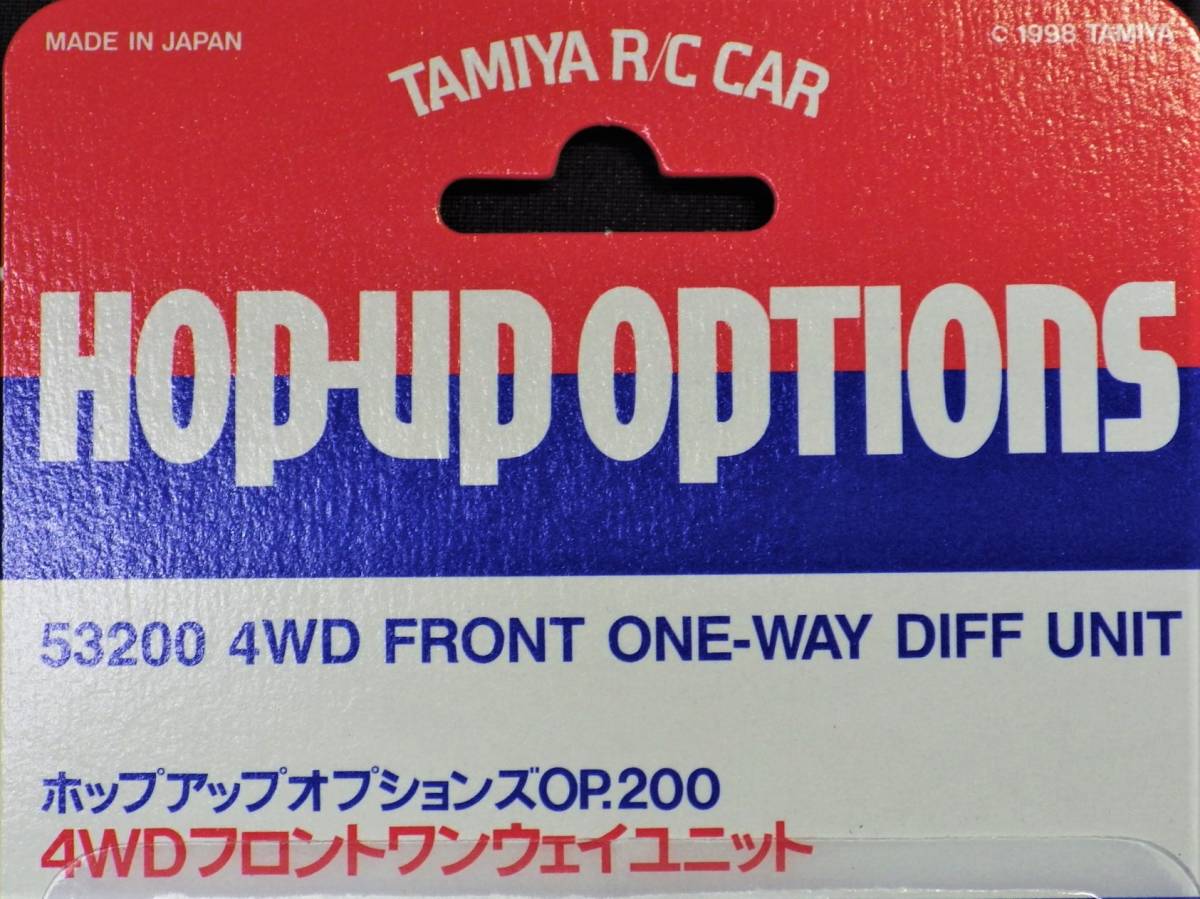 MADE IN JAPAN
© 1998 TAMIYA
TAMIYA R/C CAR
HOP-UP OPTIONS
53200 4WD FRONT ONE-WAY DIFF UNIT
ホップアップオプションズOP.200
4WDフロントワンウェイユニット